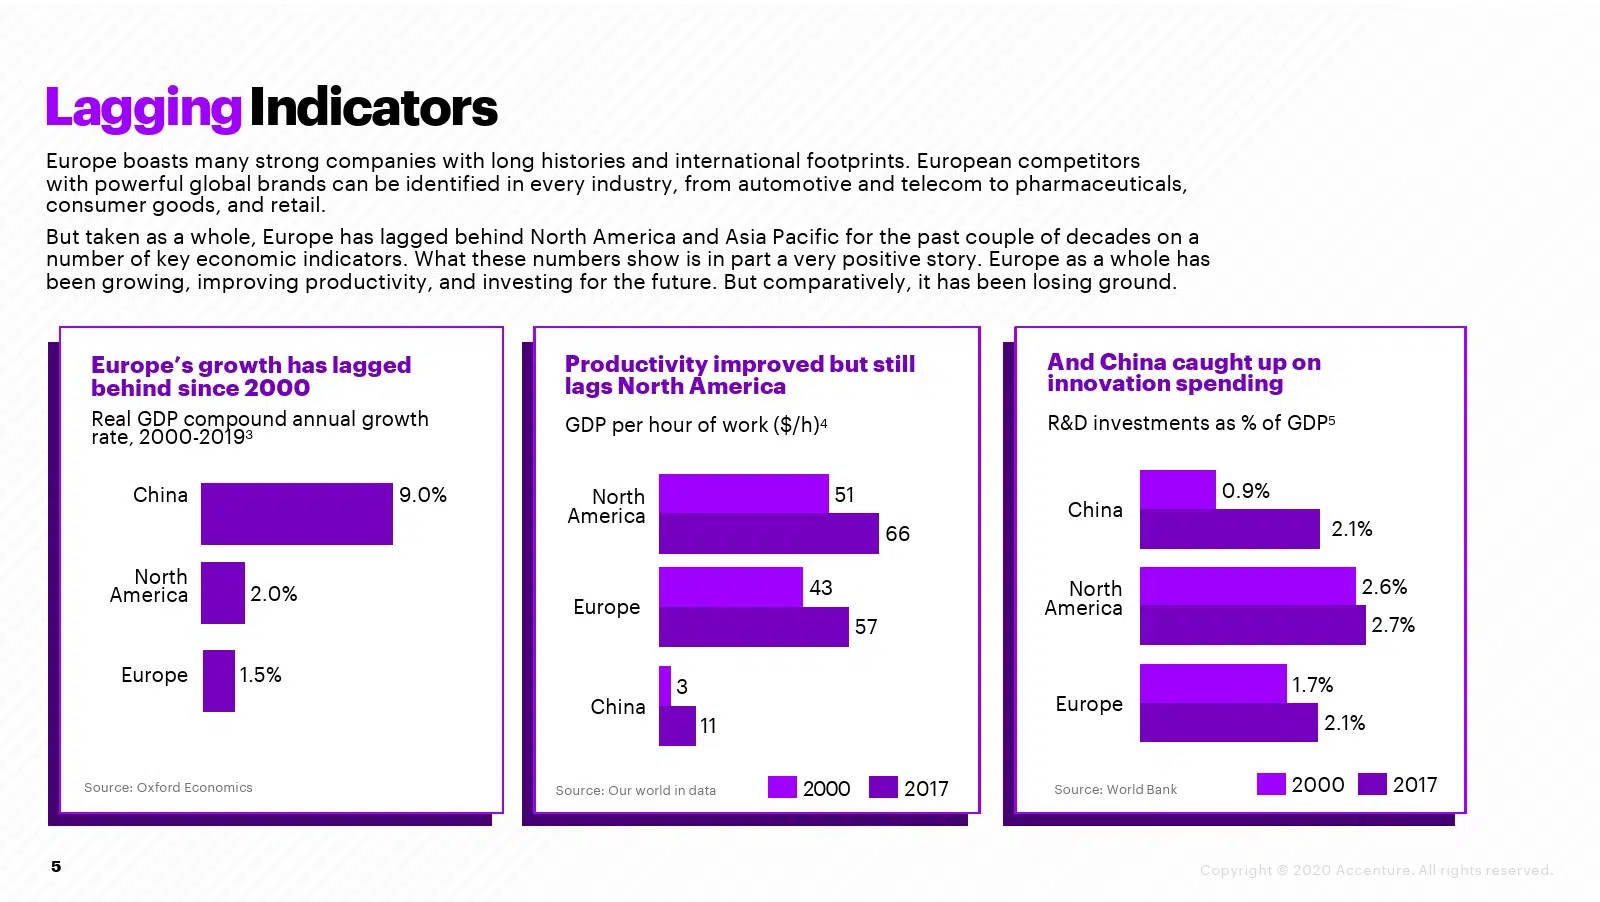 Lagging Indicators
Europe boasts many strong companies with long histories and international footprints. European competitors
with powerful global brands can be identified in every industry, from automotive and telecom to pharmaceuticals,
consumer goods, and retail.
But taken as a whole, Europe has lagged behind North America and Asia Pacific for the past couple of decades on a
number of key economic indicators. What these numbers show is in part a very positive story. Europe as a whole has
been growing, improving productivity, and investing for the future. But comparatively, it has been losing ground.
Europe’s growth has lagged
behind since 2000
Real GDP compound annual growth
rate, 2000-2019³
China
9.0%
North
America
2.0%
Europe
1.5%
Source: Oxford Economics
Productivity improved but still
lags North America
GDP per hour of work ($/h)⁴
North
America
51
66
Europe
43
57
China
3
11
Source: Our world in data
2000
2017
And China caught up on
innovation spending
R&D investments as % of GDP⁵
China
0.9%
2.1%
North
America
2.6%
2.7%
Europe
1.7%
2.1%
Source: World Bank
2000
2017
5
Copyright © 2020 Accenture. All rights reserved.